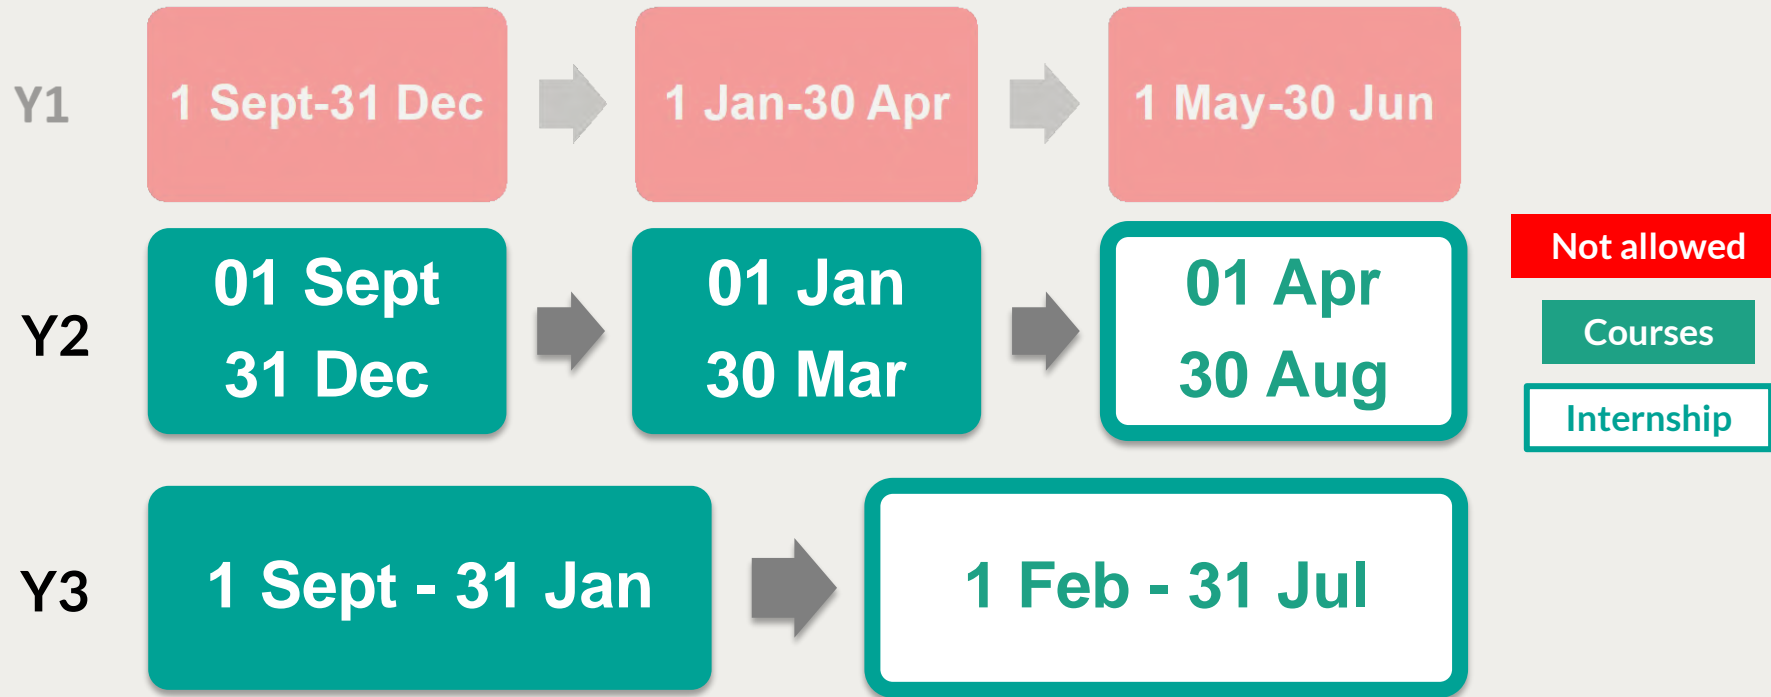 Y1
1 Sept-31 Dec
1 Jan-30 Apr
1 May-30 Jun
Y2
01 Sept
31 Dec
01 Jan
30 Mar
01 Apr
30 Aug
Not allowed
Courses
Internship
Y3
1 Sept - 31 Jan
1 Feb - 31 Jul